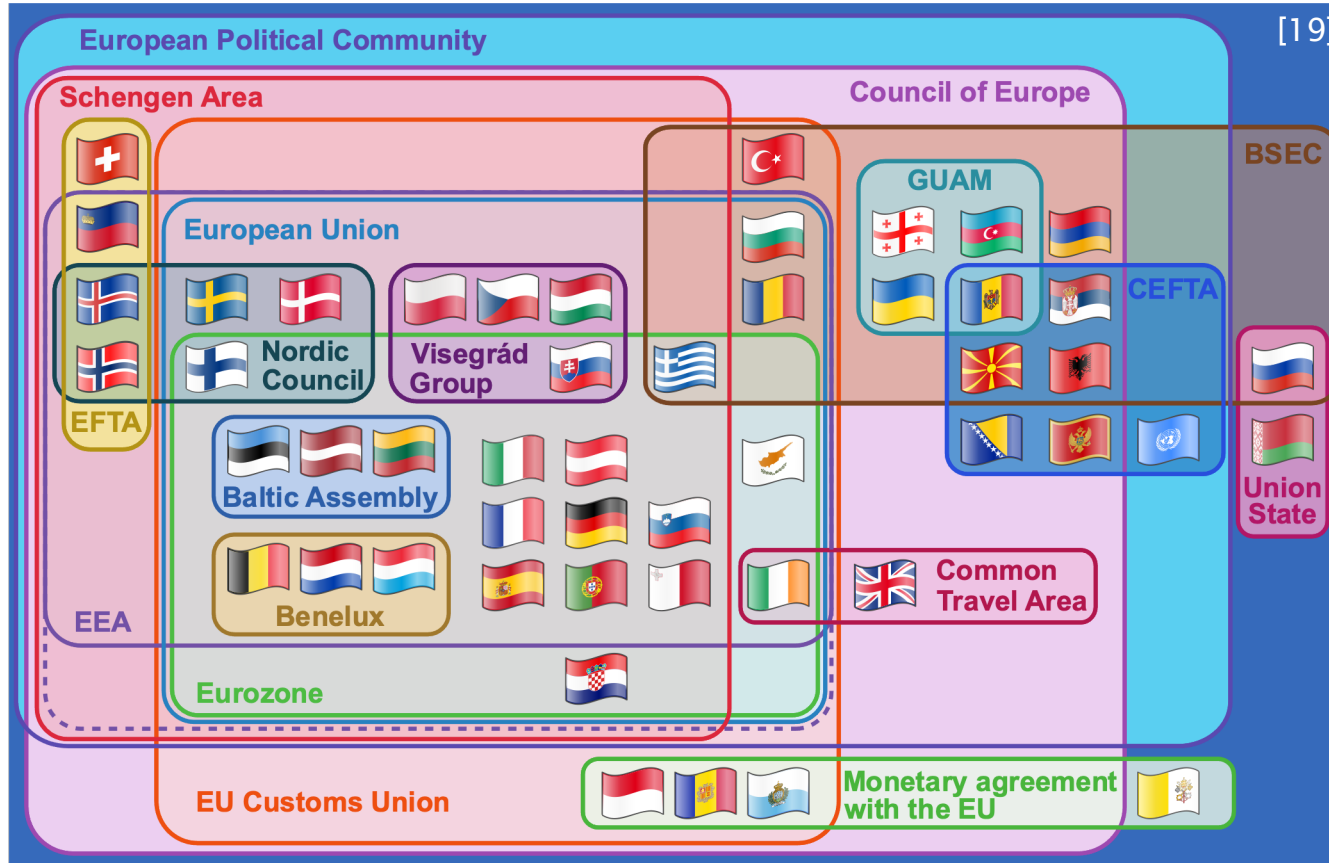 European Political Community
[19]
Schengen Area
Council of Europe
BSEC
GUAM
European Union
CEFTA
Nordic
Council
Visegrád
Group
EFTA
Baltic Assembly
Union
State
Common
Travel Area
Benelux
EEA
Eurozone
EU Customs Union
Monetary agreement
with the EU